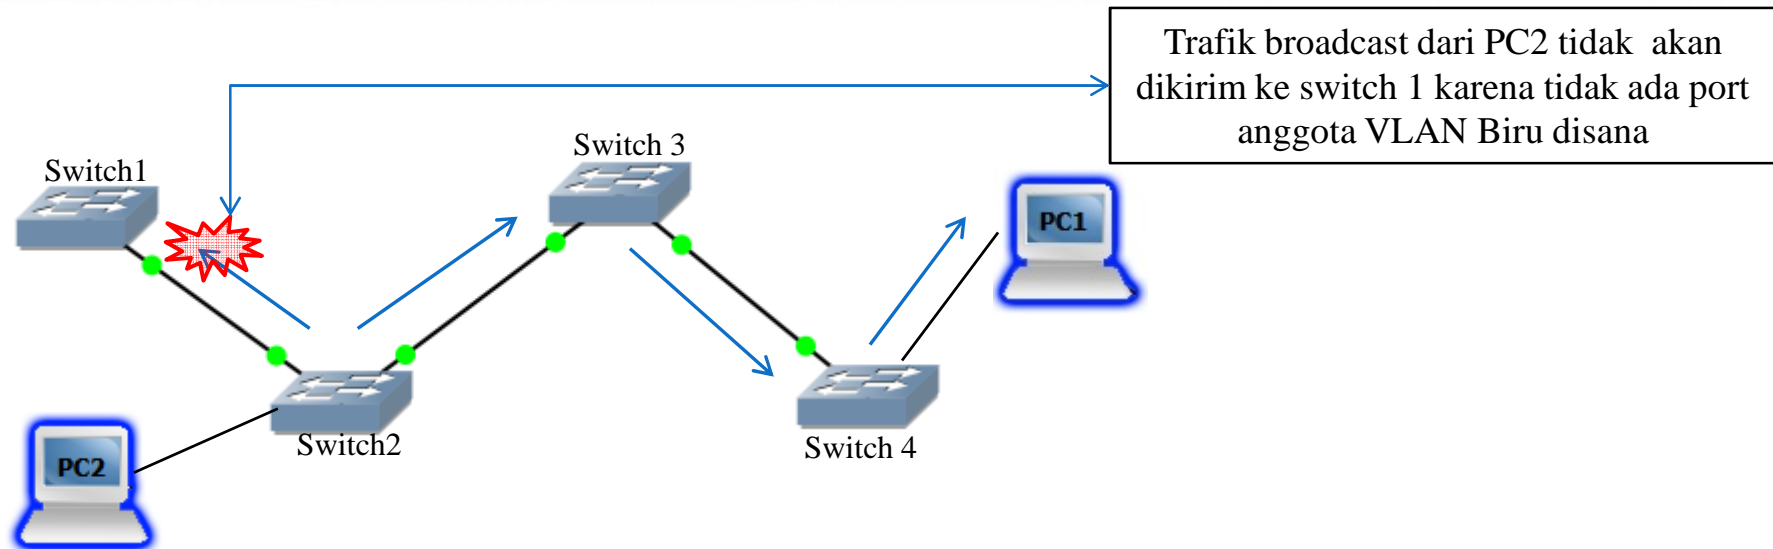 Trafik broadcast dari PC2 tidak akan
dikirim ke switch 1 karena tidak ada port
anggota VLAN Biru disana
Switch 3
Switch1
PC1
Switch2
Switch 4
PC2